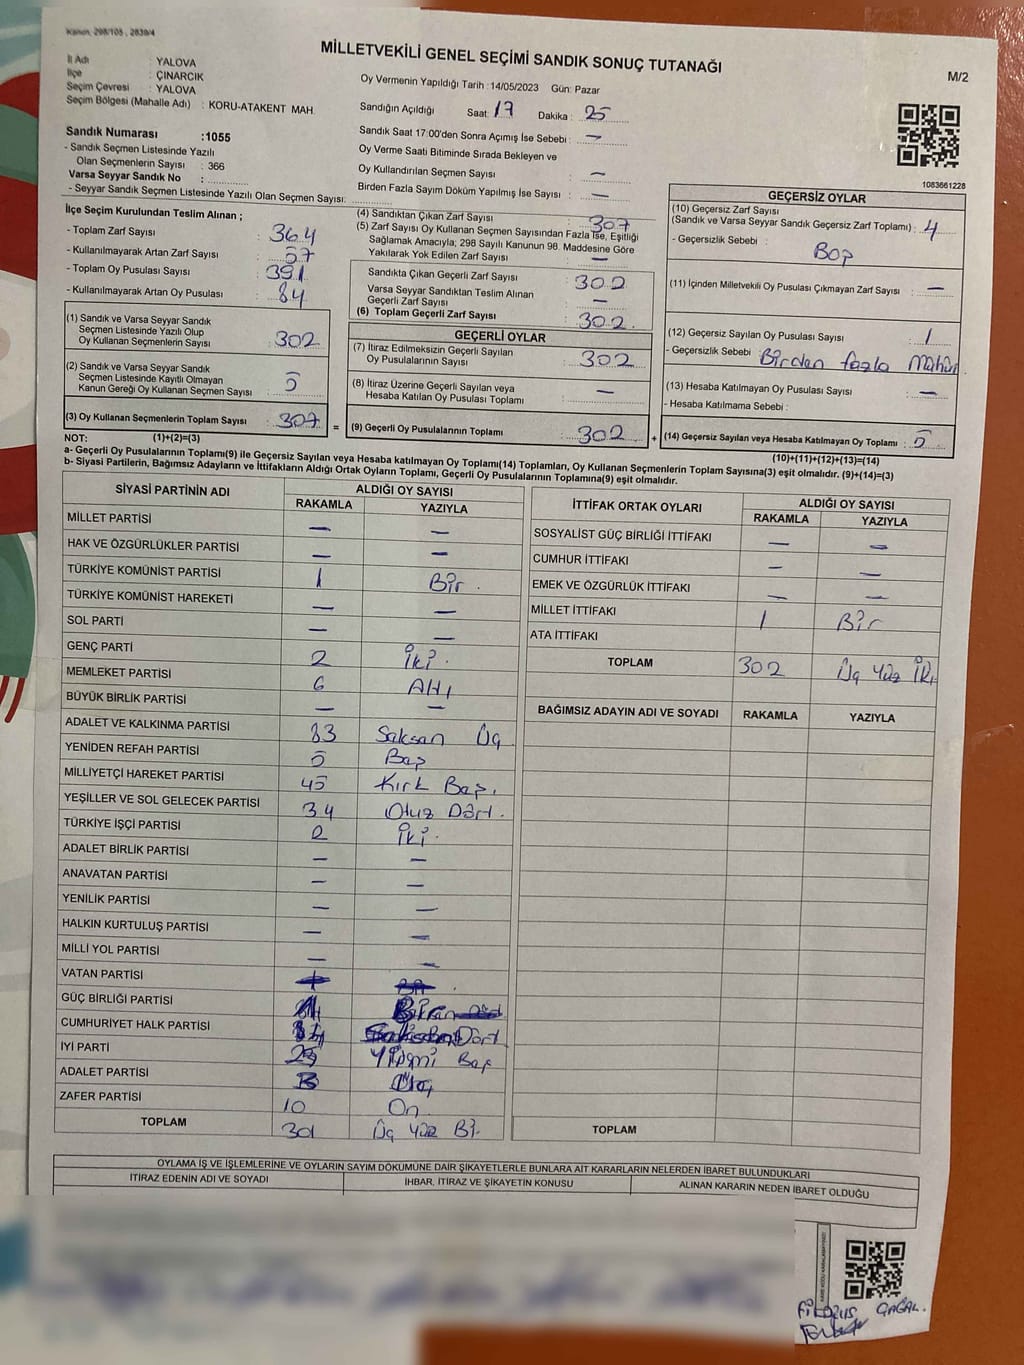 Kanun, 298/105 , 2839/4
MİLLETVEKİLİ GENEL SEÇİMİ SANDIK SONUÇ TUTANAĞI
M/2
İl Adı : YALOVA
İlçe : ÇINARCIK
Seçim Çevresi : YALOVA
Seçim Bölgesi (Mahalle Adı) : KORU-ATAKENT MAH
Sandık Numarası :1055
- Sandık Seçmen Listesinde Yazılı
Olan Seçmenlerin Sayısı : 366
Varsa Seyyar Sandık No :
- Seyyar Sandık Seçmen Listesinde Yazılı Olan Seçmen Sayısı:
Oy Vermenin Yapıldığı Tarih :14/05/2023 Gün: Pazar
Sandığın Açıldığı Saat: 17 Dakika : 25
Sandık Saat 17:00'den Sonra Açımış İse Sebebi : —
Oy Verme Saati Bitiminde Sırada Bekleyen ve
Oy Kullandırılan Seçmen Sayısı : —
Birden Fazla Sayım Döküm Yapılmış İse Sayısı : —
1083661228
İlçe Seçim Kurulundan Teslim Alınan ;
- Toplam Zarf Sayısı : 364
- Kullanılmayarak Artan Zarf Sayısı : 57
- Toplam Oy Pusulası Sayısı : 391
- Kullanılmayarak Artan Oy Pusulası : 84
(1) Sandık ve Varsa Seyyar Sandık
Seçmen Listesinde Yazılı Olup
Oy Kullanan Seçmenlerin Sayısı : 302
(2) Sandık ve Varsa Seyyar Sandık
Seçmen Listesinde Kayıtlı Olmayan
Kanun Gereği Oy Kullanan Seçmen Sayısı : 5
(3) Oy Kullanan Seçmenlerin Toplam Sayısı : 307
(4) Sandıktan Çıkan Zarf Sayısı : 307
(5) Zarf Sayısı Oy Kullanan Seçmen Sayısından Fazla İse, Eşitliği
Sağlamak Amacıyla; 298 Sayılı Kanunun 98. Maddesine Göre
Yakılarak Yok Edilen Zarf Sayısı : —
Sandıkta Çıkan Geçerli Zarf Sayısı : 302
Varsa Seyyar Sandıktan Teslim Alınan
Geçerli Zarf Sayısı : —
(6) Toplam Geçerli Zarf Sayısı : 302.
GEÇERLİ OYLAR
(7) İtiraz Edilmeksizin Geçerli Sayılan
Oy Pusulalarının Sayısı : 302
(8) İtiraz Üzerine Geçerli Sayılan veya
Hesaba Katılan Oy Pusulası Toplamı : —
= (9) Geçerli Oy Pusulalarının Toplamı : 302
GEÇERSİZ OYLAR
(10) Geçersiz Zarf Sayısı
(Sandık ve Varsa Seyyar Sandık Geçersiz Zarf Toplamı) : 4
- Geçersizlik Sebebi : Boş
(11) İçinden Milletvekili Oy Pusulası Çıkmayan Zarf Sayısı : —
(12) Geçersiz Sayılan Oy Pusulası Sayısı : 1
- Geçersizlik Sebebi : Birden fazla Mühür
(13) Hesaba Katılmayan Oy Pusulası Sayısı : —
- Hesaba Katılmama Sebebi :
+ (14) Geçersiz Sayılan veya Hesaba Katılmayan Oy Toplamı : 5
NOT: (1)+(2)=(3)
(10)+(11)+(12)+(13)=(14)
a- Geçerli Oy Pusulalarının Toplamı(9) ile Geçersiz Sayılan veya Hesaba katılmayan Oy Toplamı(14) Toplamları, Oy Kullanan Seçmenlerin Toplam Sayısına(3) eşit olmalıdır. (9)+(14)=(3)
b- Siyasi Partilerin, Bağımsız Adayların ve İttifakların Aldığı Ortak Oyların Toplamı, Geçerli Oy Pusulalarının Toplamına(9) eşit olmalıdır.
SİYASİ PARTİNİN ADI ALDIĞI OY SAYISI
RAKAMLA YAZIYLA
MİLLET PARTİSİ — —
HAK VE ÖZGÜRLÜKLER PARTİSİ — —
TÜRKİYE KOMÜNİST PARTİSİ 1 Bir.
TÜRKİYE KOMÜNİST HAREKETİ — —
SOL PARTİ — —
GENÇ PARTİ 2 İki.
MEMLEKET PARTİSİ 6 Altı
BÜYÜK BİRLİK PARTİSİ — —
ADALET VE KALKINMA PARTİSİ 83 Seksen Üç
YENİDEN REFAH PARTİSİ 5 Beş
MİLLİYETÇİ HAREKET PARTİSİ 45 Kırk Beş.
YEŞİLLER VE SOL GELECEK PARTİSİ 34 Otuz Dört.
TÜRKİYE İŞÇİ PARTİSİ 2 İki.
ADALET BİRLİK PARTİSİ — —
ANAVATAN PARTİSİ — —
YENİLİK PARTİSİ — —
HALKIN KURTULUŞ PARTİSİ — —
MİLLİ YOL PARTİSİ — —
VATAN PARTİSİ
GÜÇ BİRLİĞİ PARTİSİ
CUMHURİYET HALK PARTİSİ Dört
İYİ PARTİ 25 Yirmi Beş
ADALET PARTİSİ
ZAFER PARTİSİ 10 On
TOPLAM 301 Üç Yüz Bir
İTTİFAK ORTAK OYLARI ALDIĞI OY SAYISI
RAKAMLA YAZIYLA
SOSYALİST GÜÇ BİRLİĞİ İTTİFAKI — —
CUMHUR İTTİFAKI — —
EMEK VE ÖZGÜRLÜK İTTİFAKI — —
MİLLET İTTİFAKI 1 Bir
ATA İTTİFAKI
TOPLAM 302 Üç Yüz İki
BAĞIMSIZ ADAYIN ADI VE SOYADI RAKAMLA YAZIYLA
TOPLAM
OYLAMA İŞ VE İŞLEMLERİNE VE OYLARIN SAYIM DÖKÜMÜNE DAİR ŞİKAYETLERLE BUNLARA AİT KARARLARIN NELERDEN İBARET BULUNDUKLARI
İTİRAZ EDENİN ADI VE SOYADI İHBAR, İTİRAZ VE ŞİKAYETİN KONUSU ALINAN KARARIN NEDEN İBARET OLDUĞU